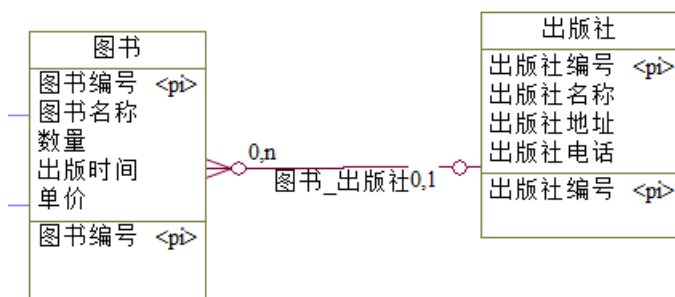 图书
图书编号 <pi>
图书名称
数量
出版时间
单价
图书编号 <pi>
0,n
图书_出版社0,1
出版社
出版社编号 <pi>
出版社名称
出版社地址
出版社电话
出版社编号 <pi>